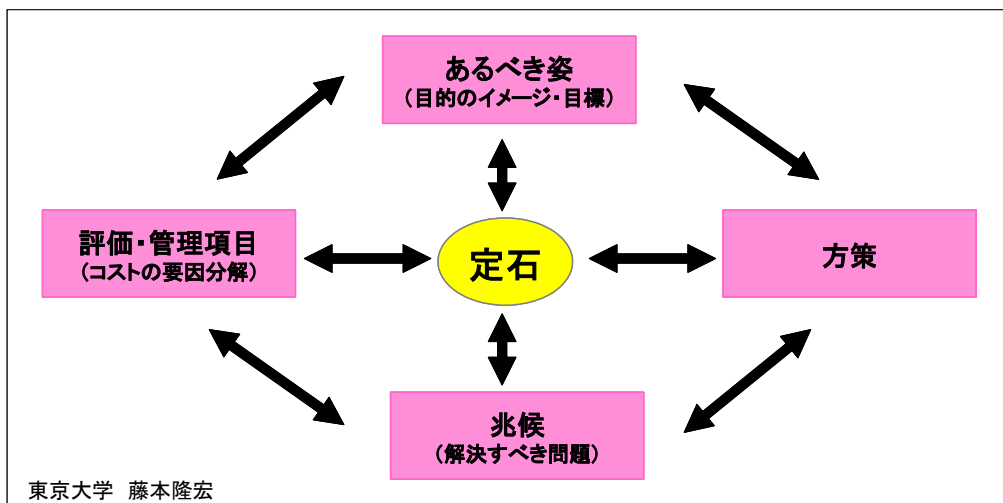 あるべき姿
(目的のイメージ・目標)
評価・管理項目
(コストの要因分解)
定石
方策
兆候
(解決すべき問題)
東京大学 藤本隆宏